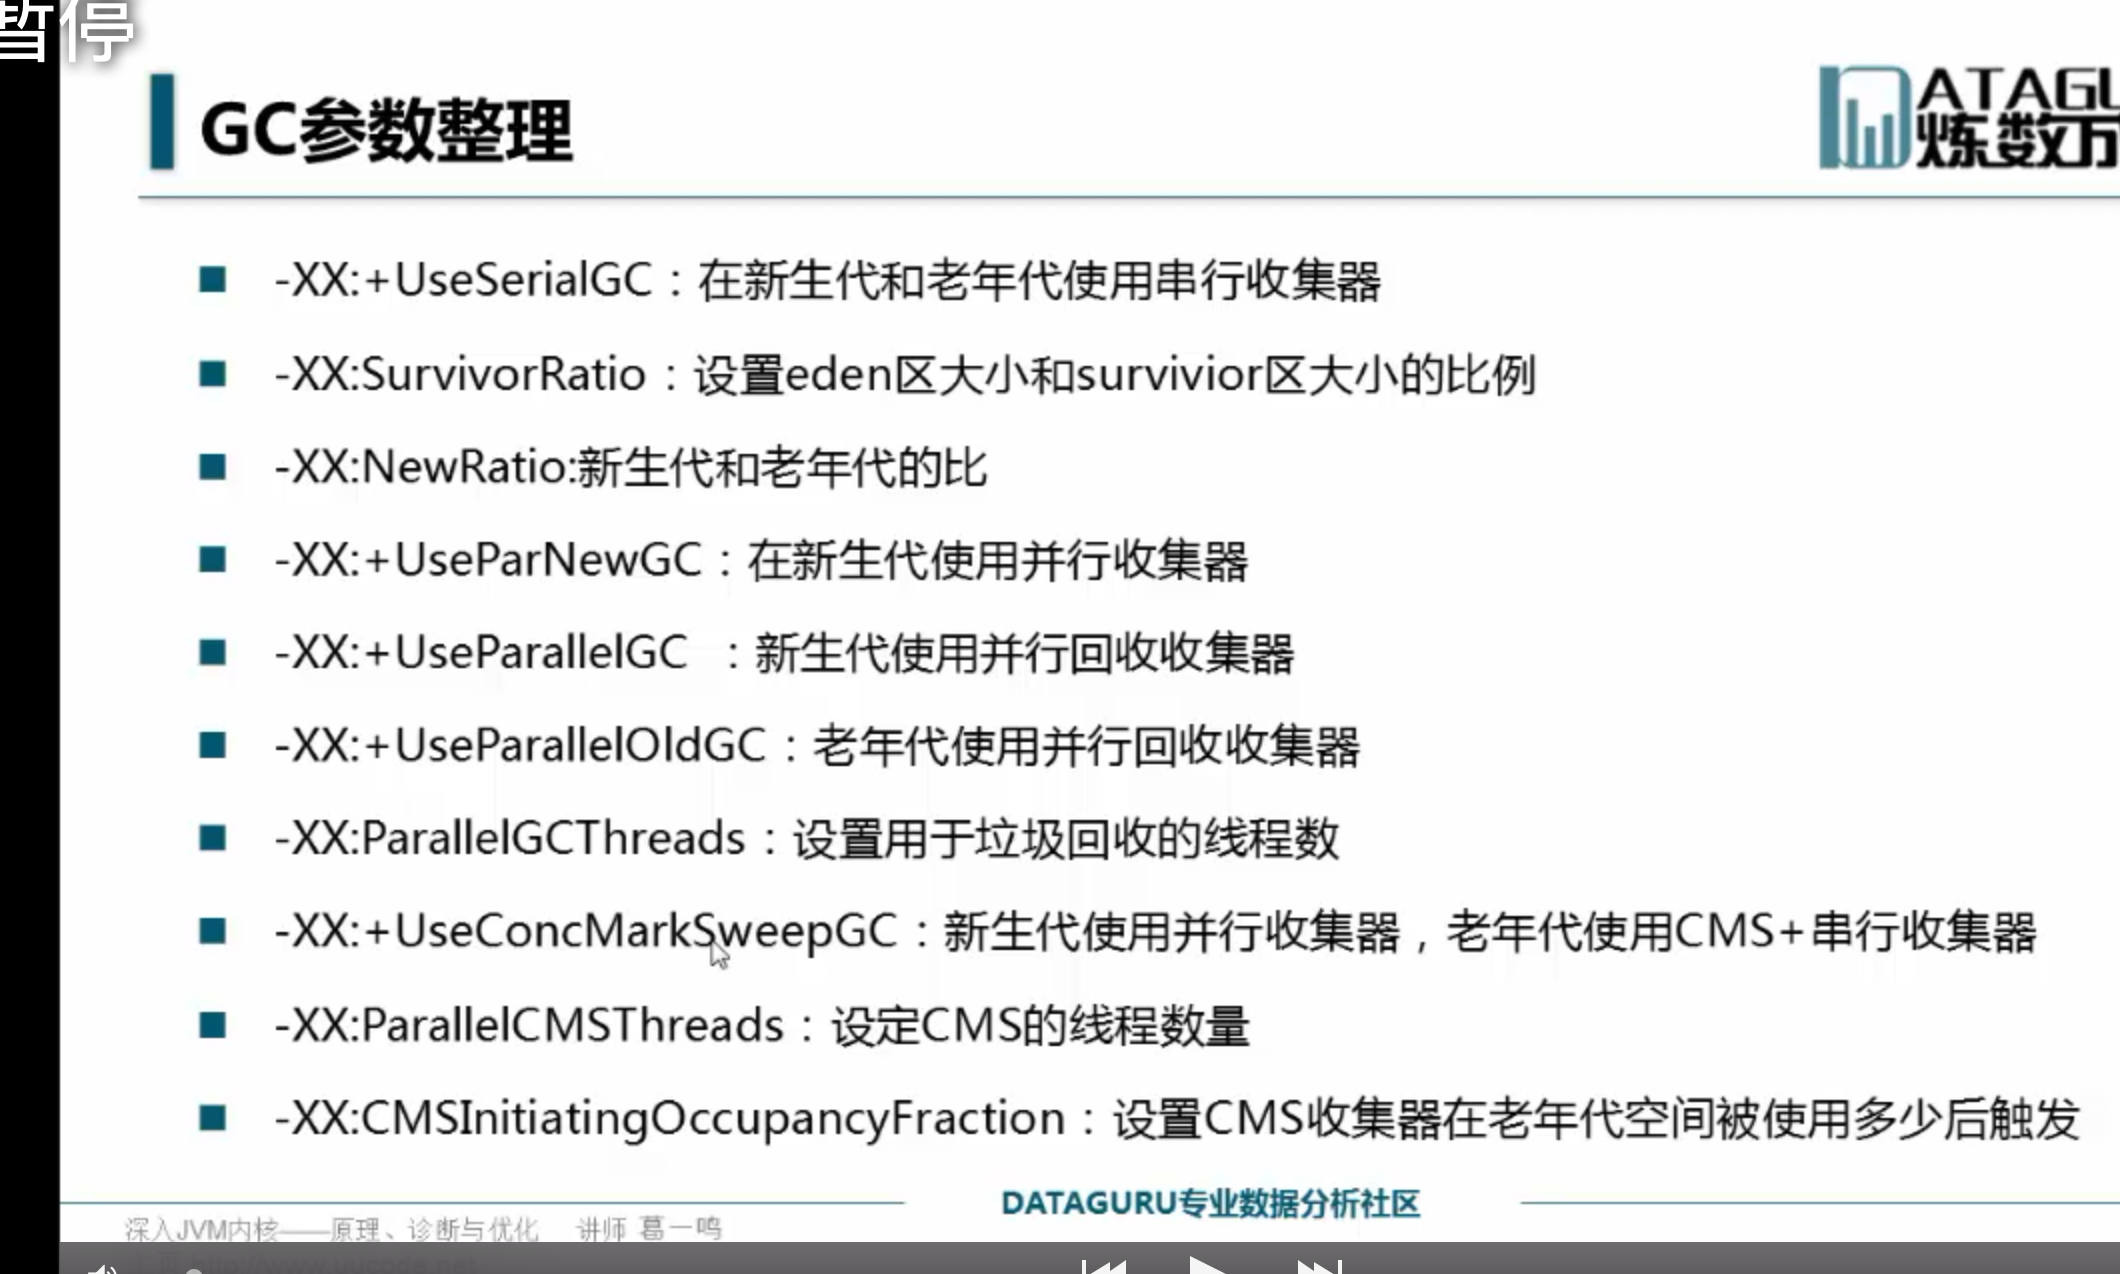 暂停
GC参数整理
ATAGU
炼数
-XX:+UseSerialGC：在新生代和老年代使用串行收集器
-XX:SurvivorRatio：设置eden区大小和survivior区大小的比例
-XX:NewRatio:新生代和老年代的比
-XX:+UseParNewGC：在新生代使用并行收集器
-XX:+UseParallelGC ：新生代使用并行回收收集器
-XX:+UseParallelOldGC：老年代使用并行回收收集器
-XX:ParallelGCThreads：设置用于垃圾回收的线程数
-XX:+UseConcMarkSweepGC：新生代使用并行收集器，老年代使用CMS+串行收集器
-XX:ParallelCMSThreads：设定CMS的线程数量
-XX:CMSInitiatingOccupancyFraction：设置CMS收集器在老年代空间被使用多少后触发
DATAGURU专业数据分析社区
深入JVM内核——原理、诊断与优化 讲师 葛一鸣
http://www.uucode.net